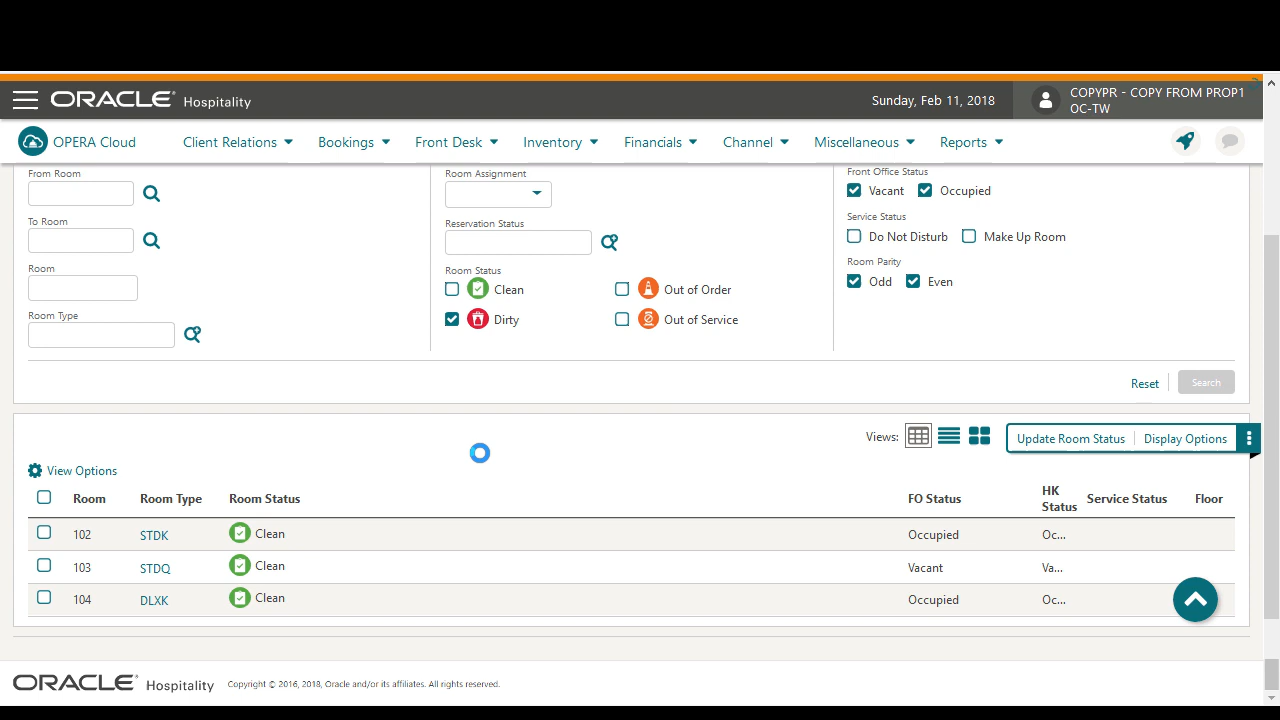 ORACLE Hospitality
Sunday, Feb 11, 2018
COPYPR - COPY FROM PROP1
OC-TW
OPERA Cloud
Client Relations
Bookings
Front Desk
Inventory
Financials
Channel
Miscellaneous
Reports
From Room
To Room
Room
Room Type
Room Assignment
Reservation Status
Room Status
Clean
Out of Order
Dirty
Out of Service
Front Office Status
Vacant
Occupied
Service Status
Do Not Disturb
Make Up Room
Room Parity
Odd
Even
Reset
Search
Views:
Update Room Status
Display Options
View Options
Room Room Type Room Status FO Status HK Status Service Status Floor
102 STDK Clean Occupied Oc...
103 STDQ Clean Vacant Va...
104 DLXK Clean Occupied Oc...
ORACLE Hospitality Copyright © 2016, 2018, Oracle and/or its affiliates. All rights reserved.